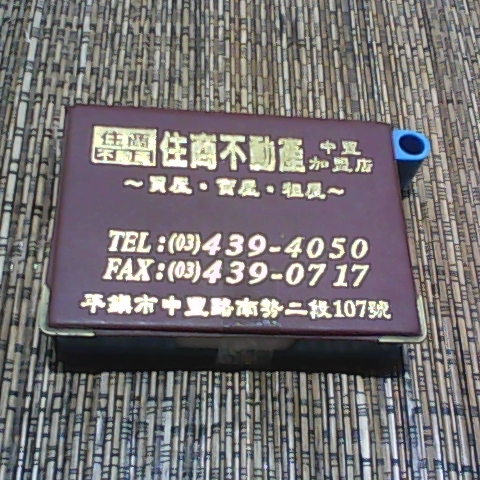 住商不動產 住商不動產 中豐加盟店
~買屋·賣屋·租屋~
TEL:(03)439-4050
FAX:(03)439-0717
平鎮市中豐路南勢二段107號